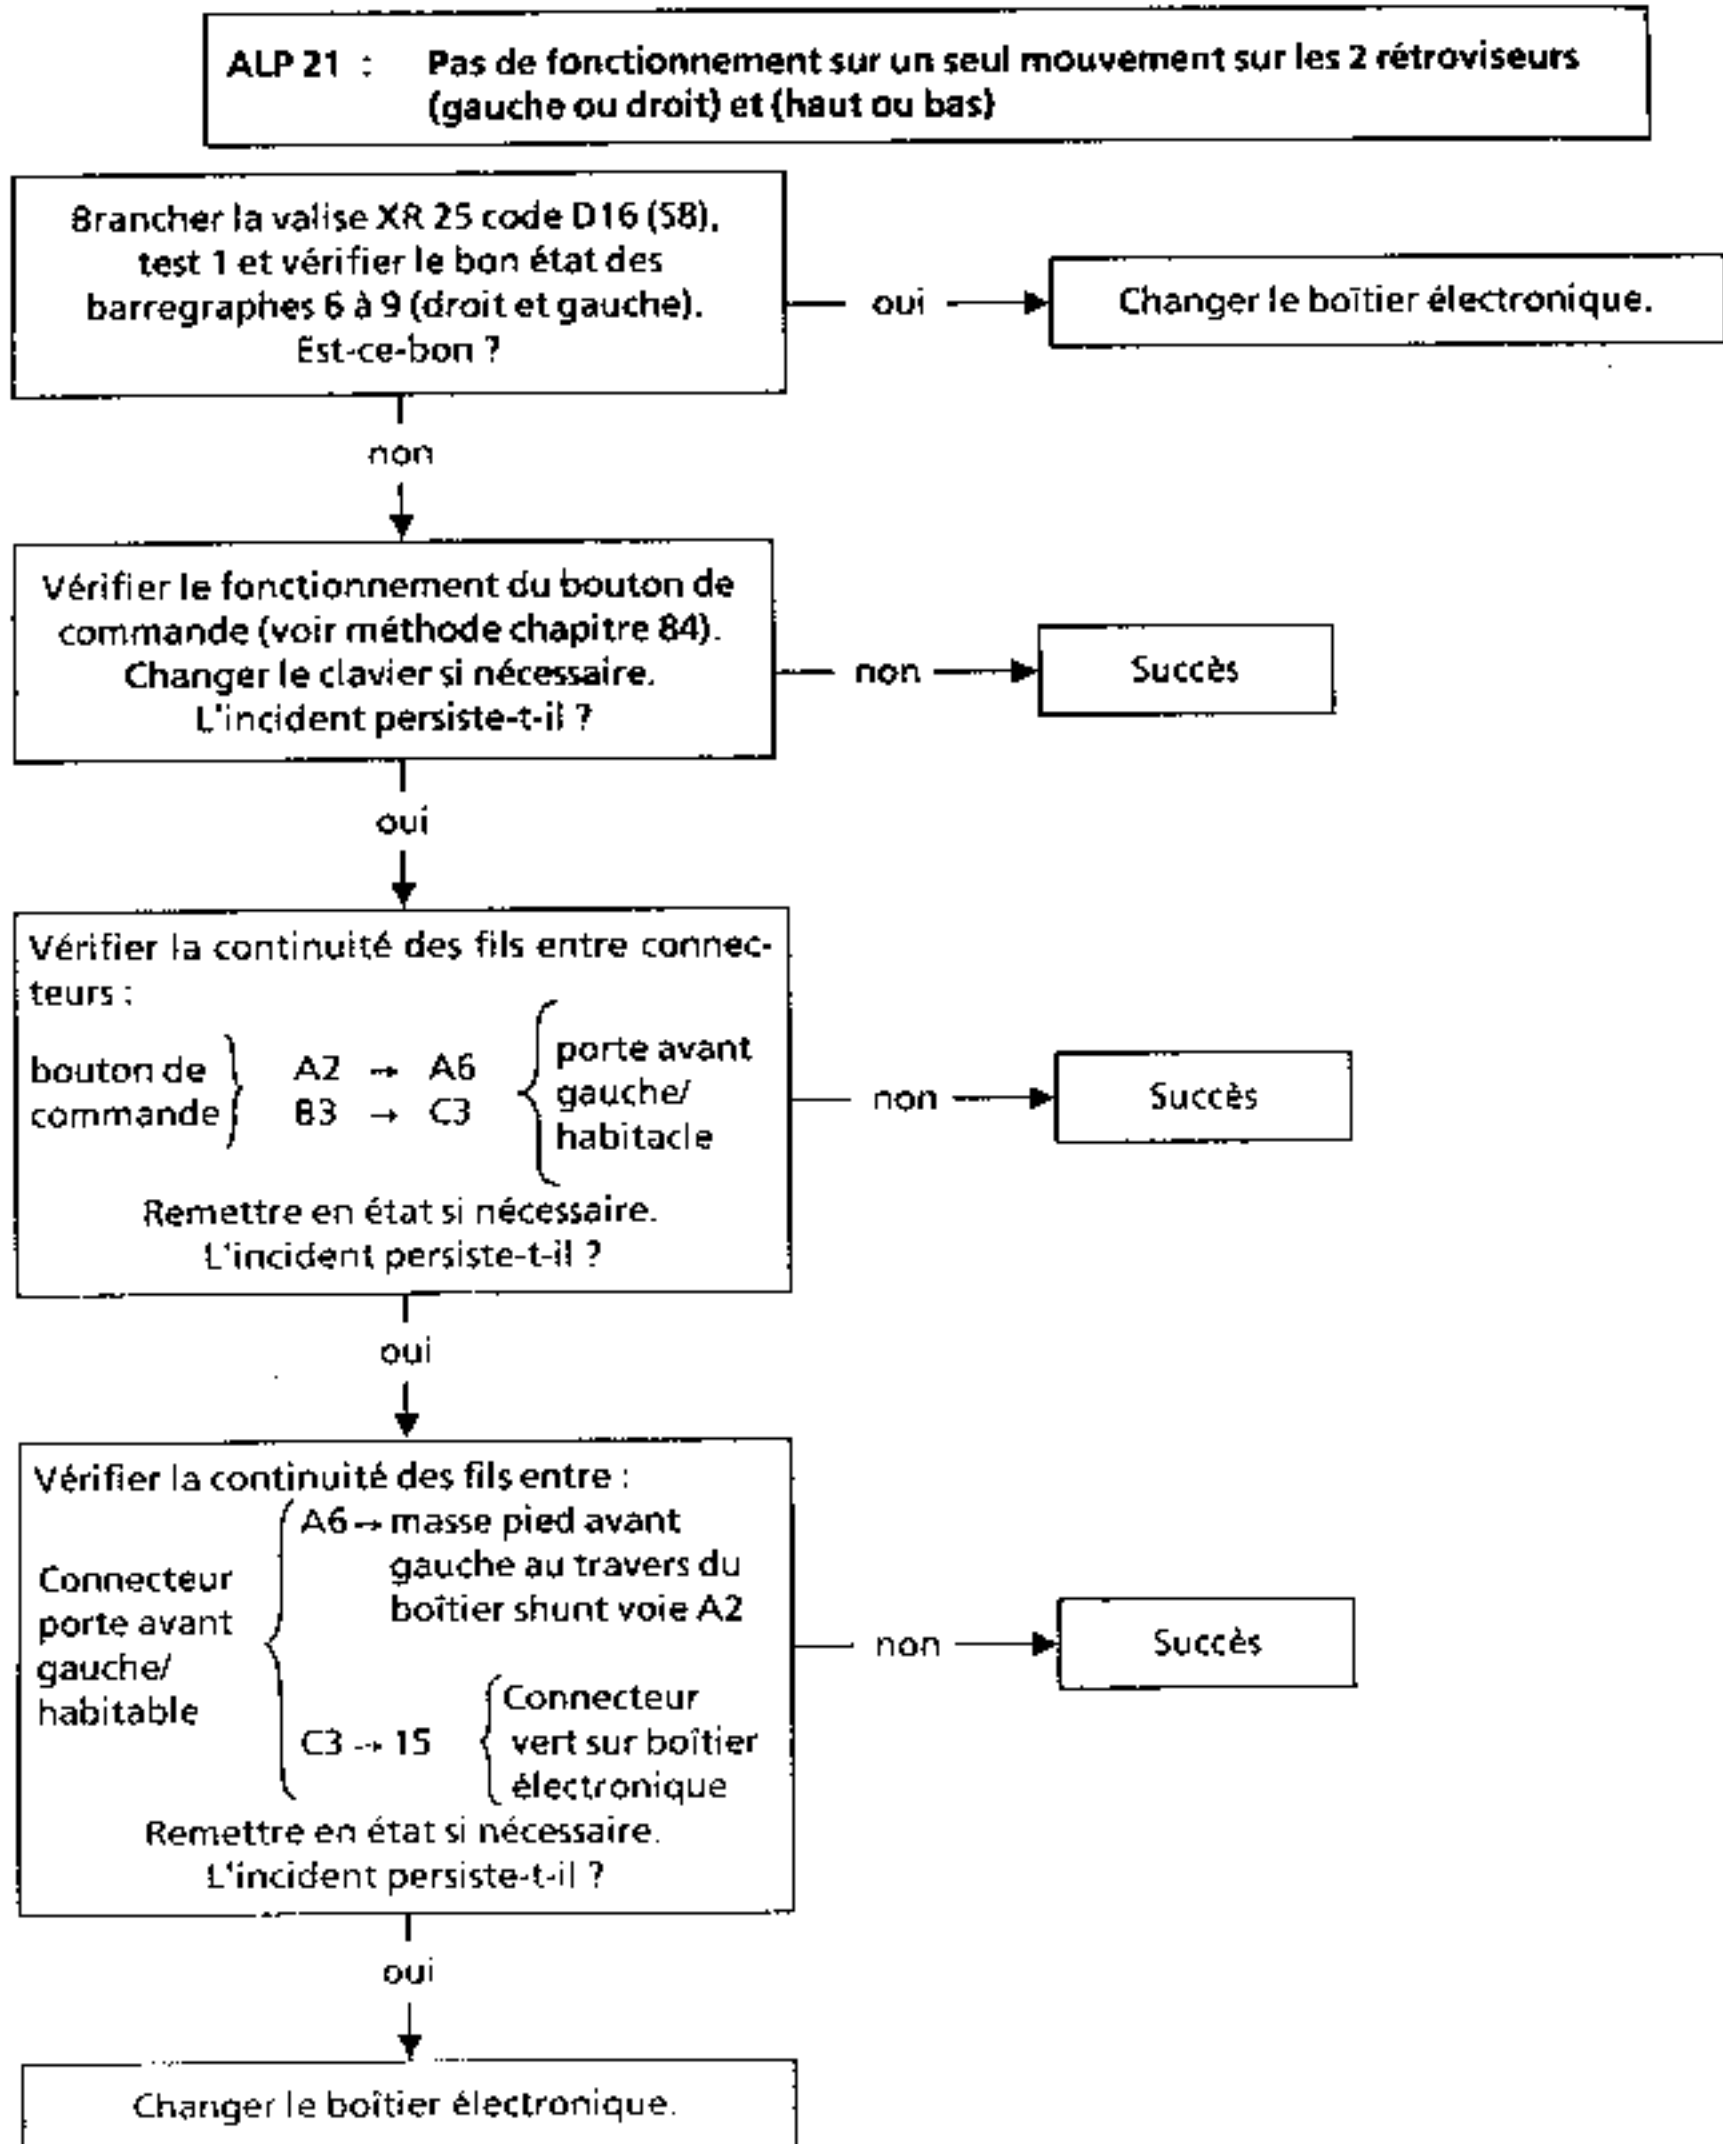 ALP 21 : Pas de fonctionnement sur un seul mouvement sur les 2 rétroviseurs
(gauche ou droit) et (haut ou bas)
Brancher la valise XR 25 code D16 (S8),
test 1 et vérifier le bon état des
barregraphes 6 à 9 (droit et gauche).
Est-ce-bon ?
oui
Changer le boîtier électronique.
non
Vérifier le fonctionnement du bouton de
commande (voir méthode chapitre 84).
Changer le clavier si nécessaire.
L'incident persiste-t-il ?
non
Succès
oui
Vérifier la continuité des fils entre connec-
teurs :
bouton de
commande
A2 → A6
B3 → C3
porte avant
gauche/
habitacle
Remettre en état si nécessaire.
L'incident persiste-t-il ?
non
Succès
oui
Vérifier la continuité des fils entre :
Connecteur
porte avant
gauche/
habitable
A6 → masse pied avant
gauche au travers du
boîtier shunt voie A2
C3 → 15
Connecteur
vert sur boîtier
électronique
Remettre en état si nécessaire.
L'incident persiste-t-il ?
non
Succès
oui
Changer le boîtier électronique.